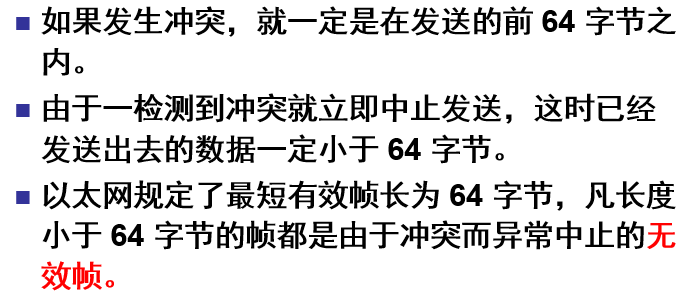 ■ 如果发生冲突，就一定是在发送的前 64 字节之
内。
■ 由于一检测到冲突就立即中止发送，这时已经
发送出去的数据一定小于 64 字节。
■ 以太网规定了最短有效帧长为 64 字节，凡长度
小于 64 字节的帧都是由于冲突而异常中止的无
效帧。